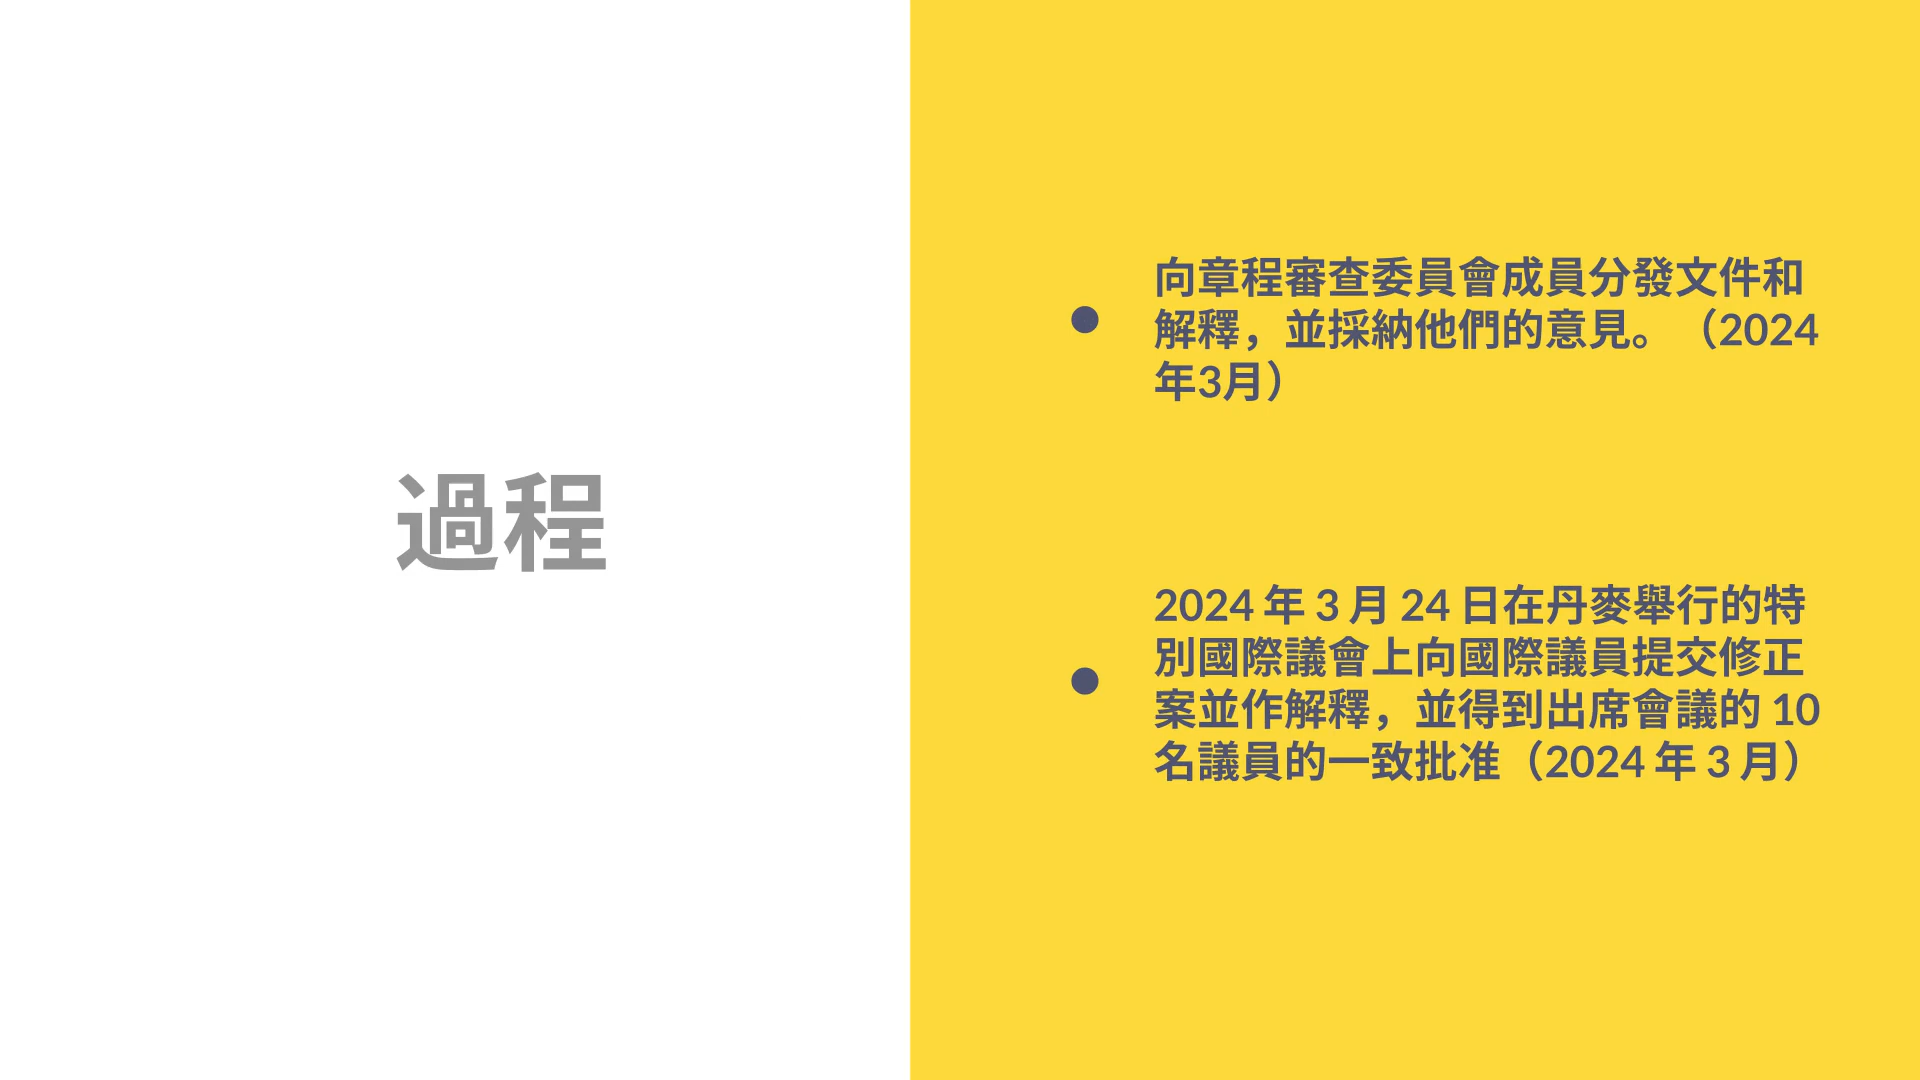 過程
向章程審查委員會成員分發文件和
解釋，並採納他們的意見。（2024
年3月）
2024 年 3 月 24 日在丹麥舉行的特
別國際議會上向國際議員提交修正
案並作解釋，並得到出席會議的 10
名議員的一致批准（2024 年 3 月）